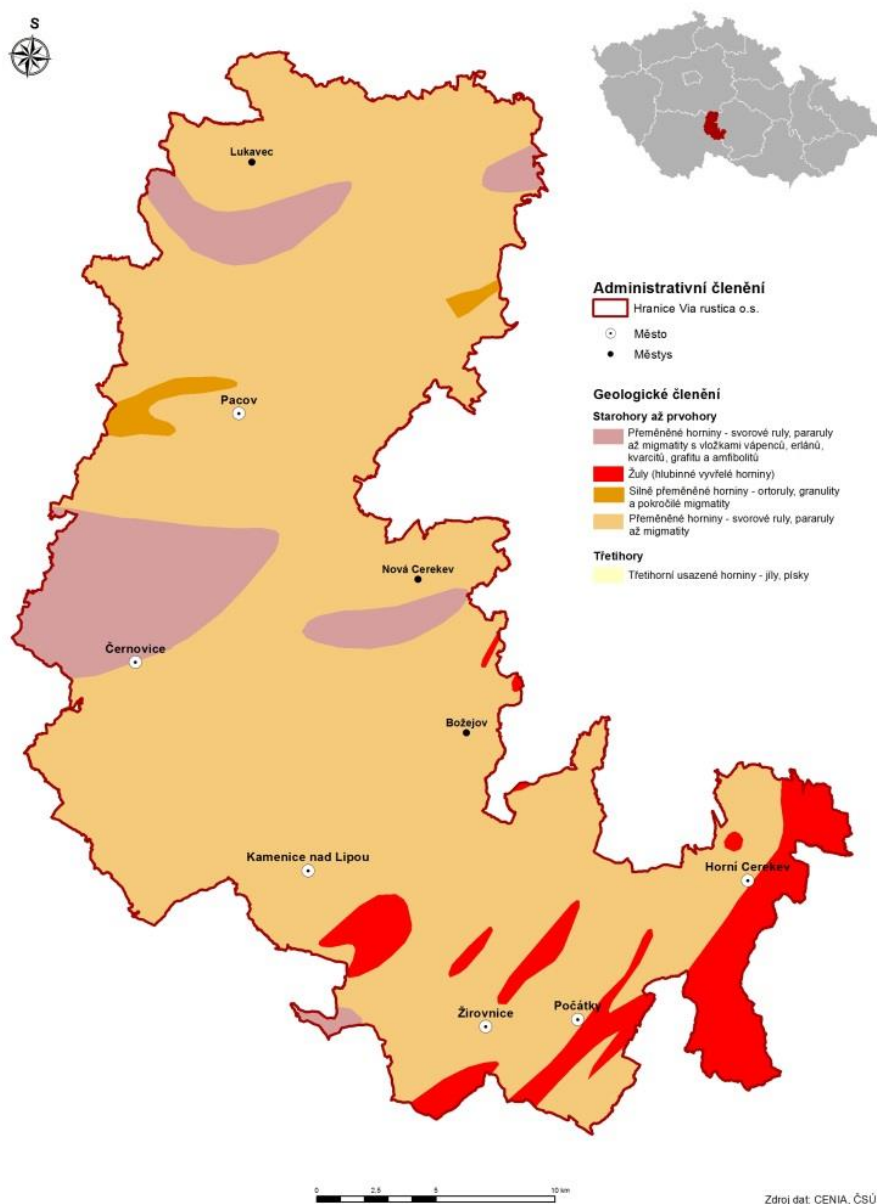 S
Lukavec
Pacov
Nová Cerekev
Černovice
Božejov
Kamenice nad Lipou
Horní Cerekev
Žirovnice
Počátky
Administrativní členění
Hranice Via rustica o.s.
Město
Městys
Geologické členění
Starohory až prvohory
Přeměněné horniny - svorové ruly, pararuly
až migmatity s vložkami vápenců, erlánů,
kvarcitů, grafitu a amfibolitů
Žuly (hlubinné vyvřelé horniny)
Silně přeměněné horniny - ortoruly, granulity
a pokročilé migmatity
Přeměněné horniny - svorové ruly, pararuly
až migmatity
Třetihory
Třetihorní usazené horniny - jíly, písky
0 2,5 5 10 km
Zdroj dat: CENIA, ČSÚ